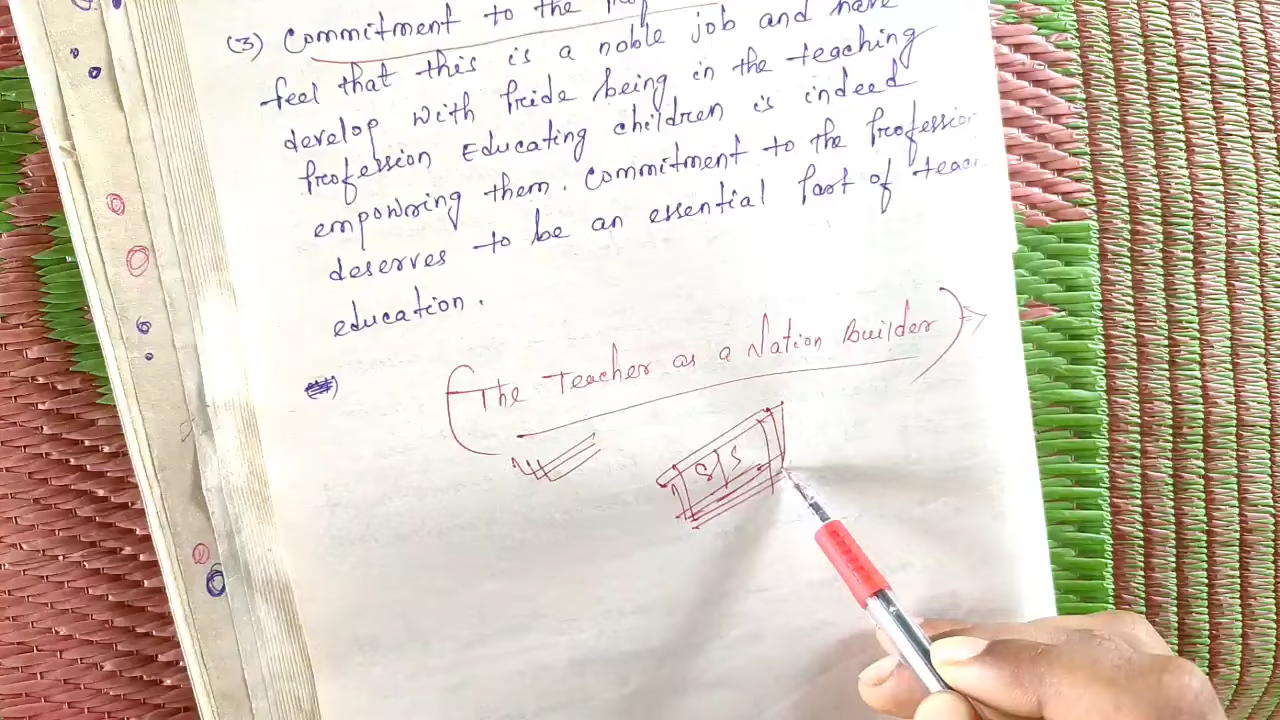 (3) Commitment to the
feel that this is a noble job and have
develop with pride being in the teaching
profession Educating children is indeed
empowring them. Commitment to the profession
deserves to be an essential part of
education.
The Teacher as a Nation Builder